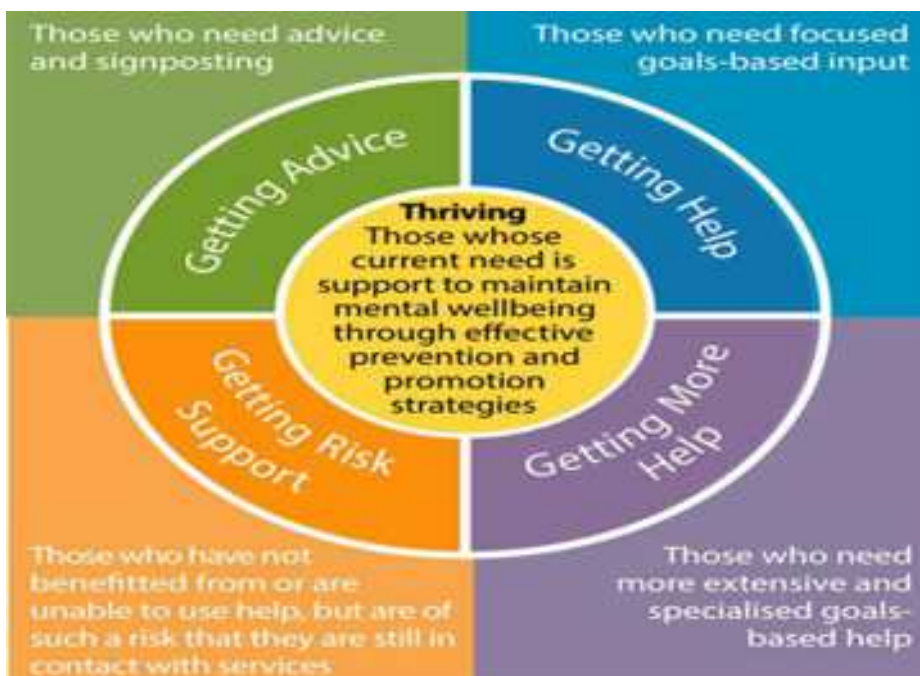 Those who need advice
and signposting
Those who need focused
goals-based input
Getting Advice
Getting Help
Thriving
Those whose
current need is
support to maintain
mental wellbeing
through effective
prevention and
promotion
strategies
Getting Risk
Support
Getting More
Help
Those who have not
benefitted from or are
unable to use help, but are of
such a risk that they are still in
contact with services
Those who need
more extensive and
specialised goals-
based help